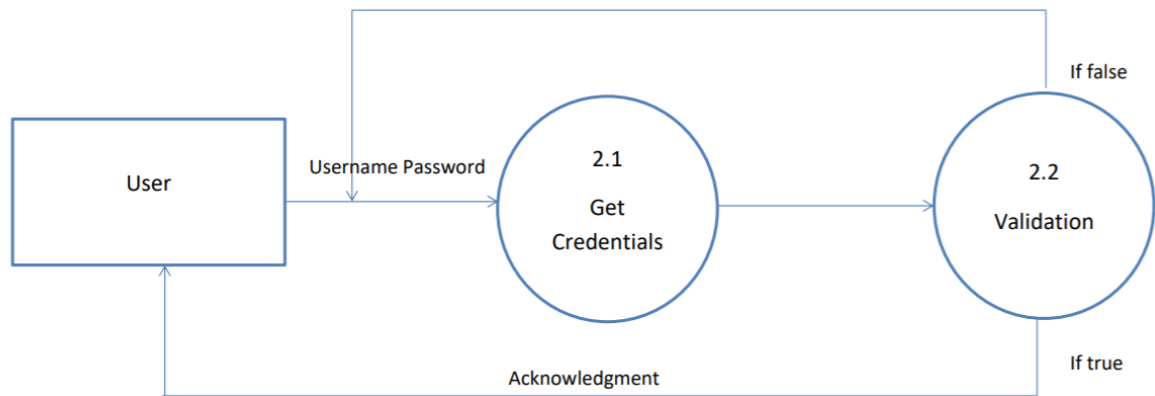 If false
User
Username Password
2.1
Get
Credentials
2.2
Validation
If true
Acknowledgment